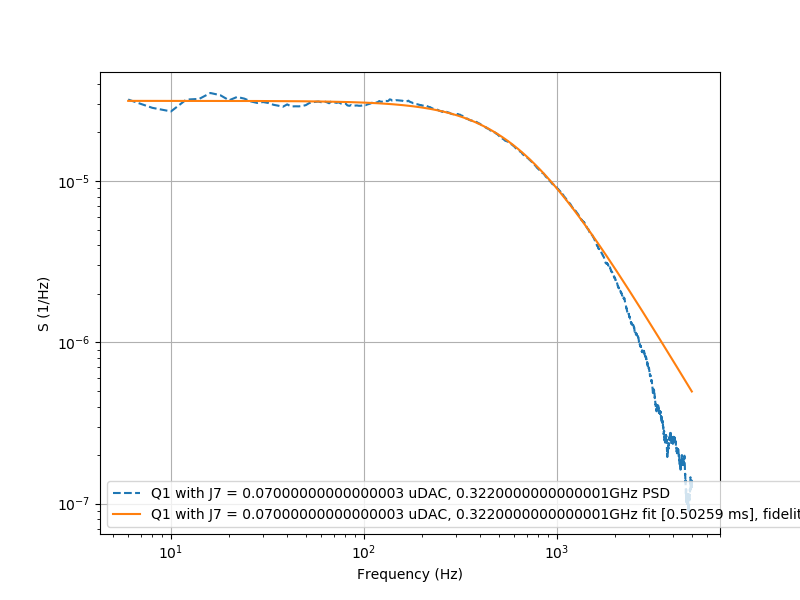 10⁻⁵
10⁻⁶
10⁻⁷
S (1/Hz)
Q1 with J7 = 0.07000000000000003 uDAC, 0.3220000000000001GHz PSD
Q1 with J7 = 0.07000000000000003 uDAC, 0.3220000000000001GHz fit [0.50259 ms], fidelit
10¹ 10² 10³
Frequency (Hz)